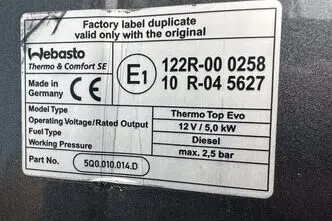 Factory label duplicate
valid only with the original
Webasto
Thermo & Comfort SE
Made in
Germany
CE
E1
122R-00 0258
10 R-04 5627
Model Type Thermo Top Evo
Operating Voltage/Rated Output 12 V / 5,0 kW
Fuel Type Diesel
Working Pressure max. 2,5 bar
Part No. 5Q0.010.014.D